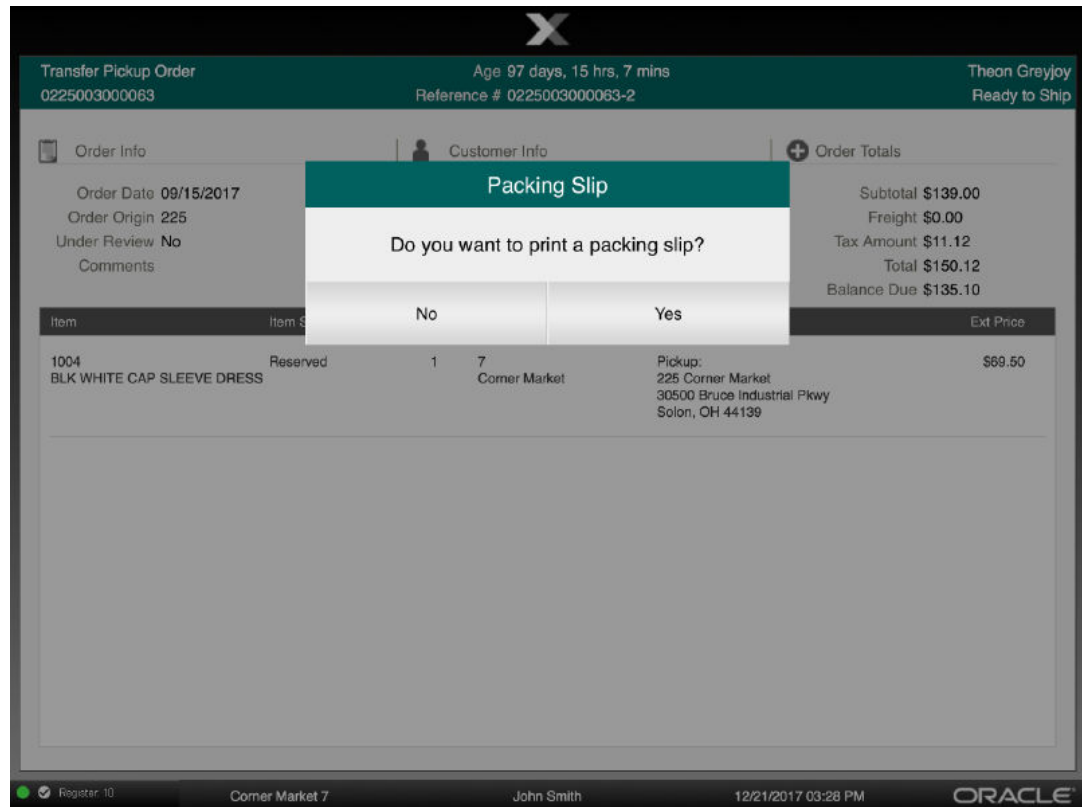 Transfer Pickup Order
Age 97 days, 15 hrs, 7 mins
Theon Greyjoy
0225003000063
Reference # 0225003000063-2
Ready to Ship
Order Info
Customer Info
Order Totals
Order Date 09/15/2017
Order Origin 225
Under Review No
Comments
Packing Slip
Do you want to print a packing slip?
No
Yes
Subtotal $139.00
Freight $0.00
Tax Amount $11.12
Total $150.12
Balance Due $135.10
Item
Item
Ext Price
1004
BLK WHITE CAP SLEEVE DRESS
Reserved
1
7
Corner Market
Pickup:
225 Corner Market
30500 Bruce Industrial Pkwy
Solon, OH 44139
$69.50
Register 10
Corner Market 7
John Smith
12/21/2017 03:28 PM
ORACLE